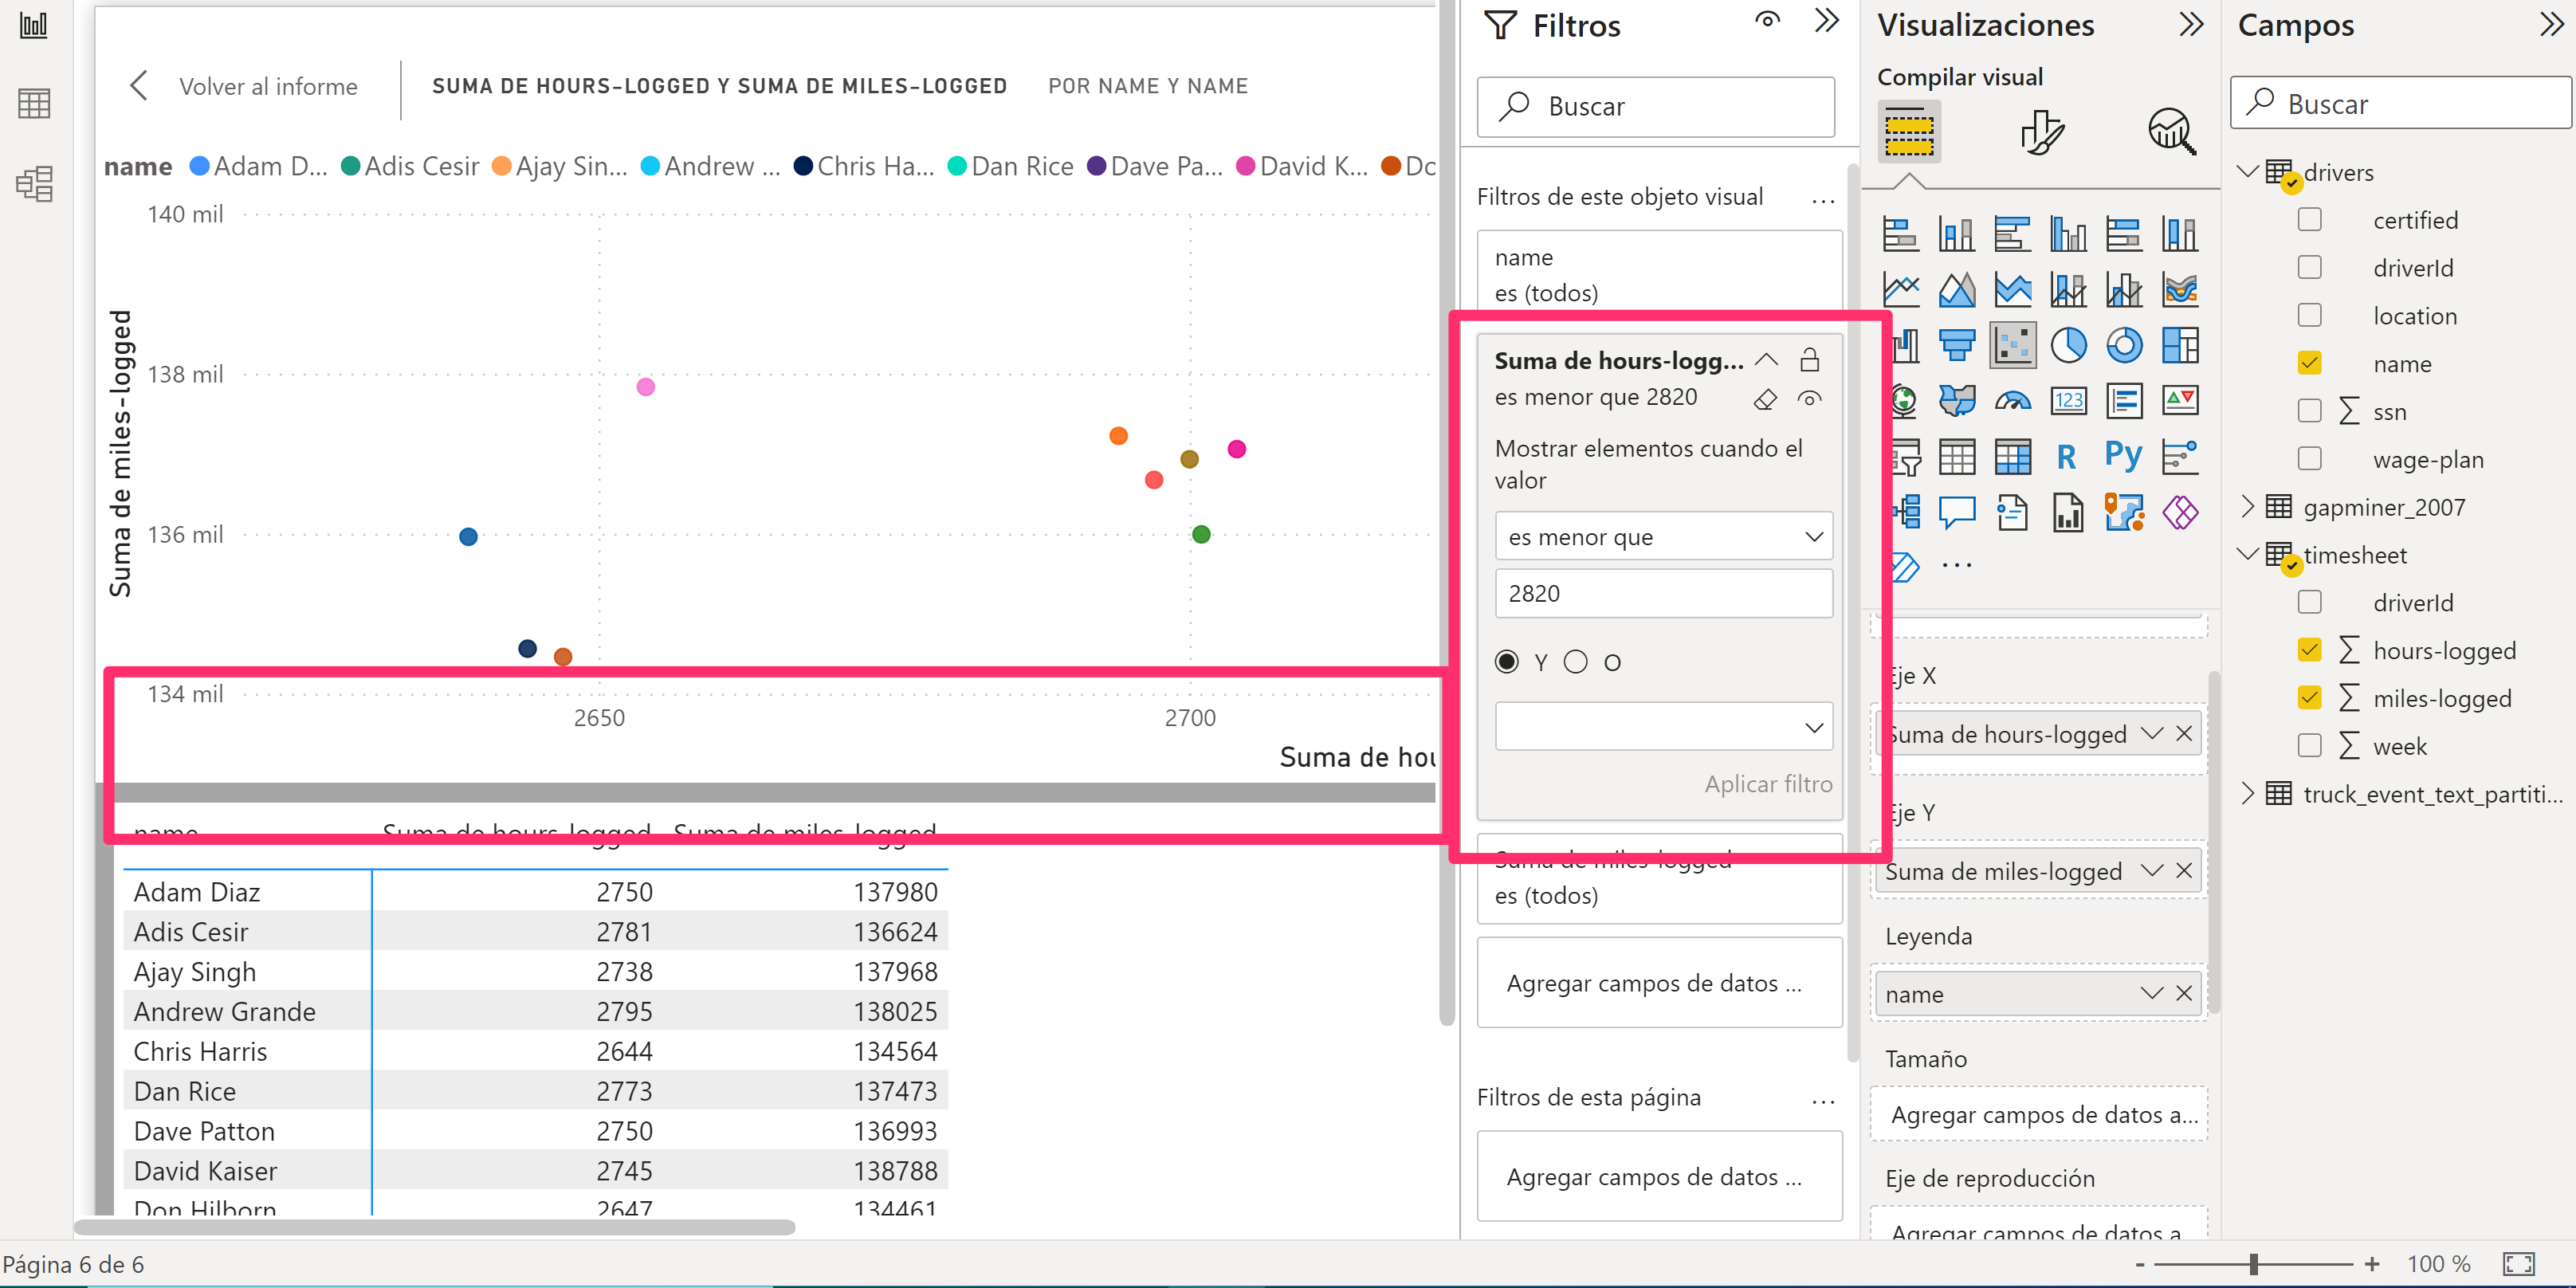 Volver al informe
SUMA DE HOURS-LOGGED Y SUMA DE MILES-LOGGED
POR NAME Y NAME
name
Adam D...
Adis Cesir
Ajay Sin...
Andrew ...
Chris Ha...
Dan Rice
Dave Pa...
David K...
Dc
Suma de miles-logged
140 mil
138 mil
136 mil
134 mil
2650
2700
Suma de hou
name Suma de hours-logged Suma de miles-logged
Adam Diaz 2750 137980
Adis Cesir 2781 136624
Ajay Singh 2738 137968
Andrew Grande 2795 138025
Chris Harris 2644 134564
Dan Rice 2773 137473
Dave Patton 2750 136993
David Kaiser 2745 138788
Don Hilborn 2647 134461
Página 6 de 6
Filtros
Buscar
Filtros de este objeto visual ...
name
es (todos)
Suma de hours-logg...
es menor que 2820
Mostrar elementos cuando el
valor
es menor que
2820
Y O
Aplicar filtro
Suma de miles-logged
es (todos)
Agregar campos de datos ...
Filtros de esta página ...
Agregar campos de datos ...
Visualizaciones
Compilar visual
123
R
Py
...
Eje X
Suma de hours-logged
Eje Y
Suma de miles-logged
Leyenda
name
Tamaño
Agregar campos de datos a...
Eje de reproducción
Agregar campos de datos a
Campos
Buscar
drivers
certified
driverId
location
name
∑ ssn
wage-plan
gapminer_2007
timesheet
driverId
∑ hours-logged
∑ miles-logged
∑ week
truck_event_text_partiti...
- + 100 %